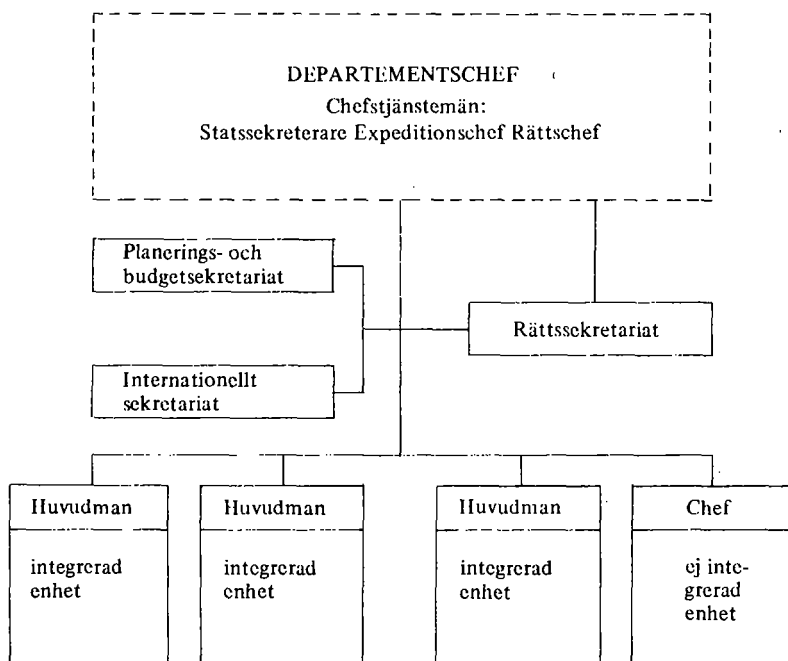 DEPARTEMENTSCHEF
Chefstjänstemän:
Statssekreterare Expeditionschef Rättschef
Planerings- och
budgetsekretariat
Rättssekretariat
Internationellt
sekretariat
Huvudman
Huvudman
Huvudman
Chef
integrerad
enhet
integrerad
enhet
integrerad
enhet
ej inte-
grerad
enhet